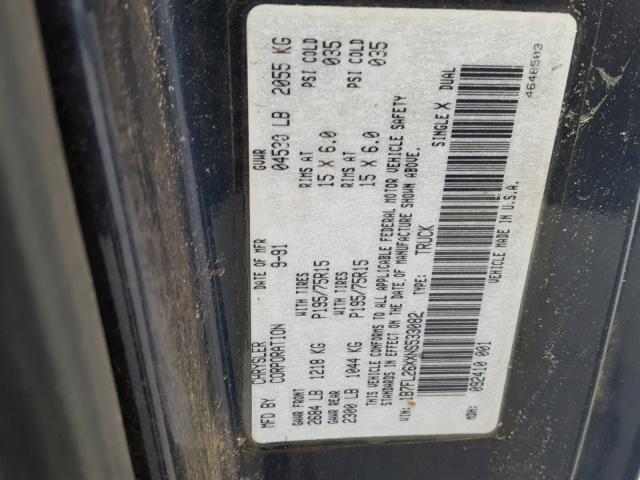 MFD BY CHRYSLER CORPORATION DATE OF MFR 9-91 GVWR LB 2055 KG
GAWR FRONT WITH TIRES RIMS AT PSI COLD
2684 LB 1218 KG P195/75R15 15 X 6.0 035
GAWR REAR WITH TIRES RIMS AT PSI COLD
2300 LB 1044 KG P195/75R15 15 X 6.0 035
THIS VEHICLE CONFORMS TO ALL APPLICABLE FEDERAL MOTOR VEHICLE SAFETY
STANDARDS IN EFFECT ON THE DATE OF MANUFACTURE SHOWN ABOVE.
VIN: 1B7FL26XXNS533082 TYPE: TRUCK SINGLE X DUAL
MDH: 092410 001 VEHICLE MADE IN U.S.A. 4648503